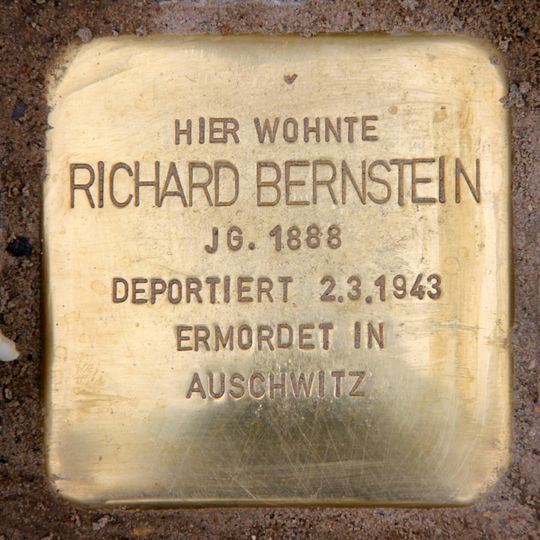 HIER WOHNTE
RICHARD BERNSTEIN
JG. 1888
DEPORTIERT 2.3.1943
ERMORDET IN
AUSCHWITZ